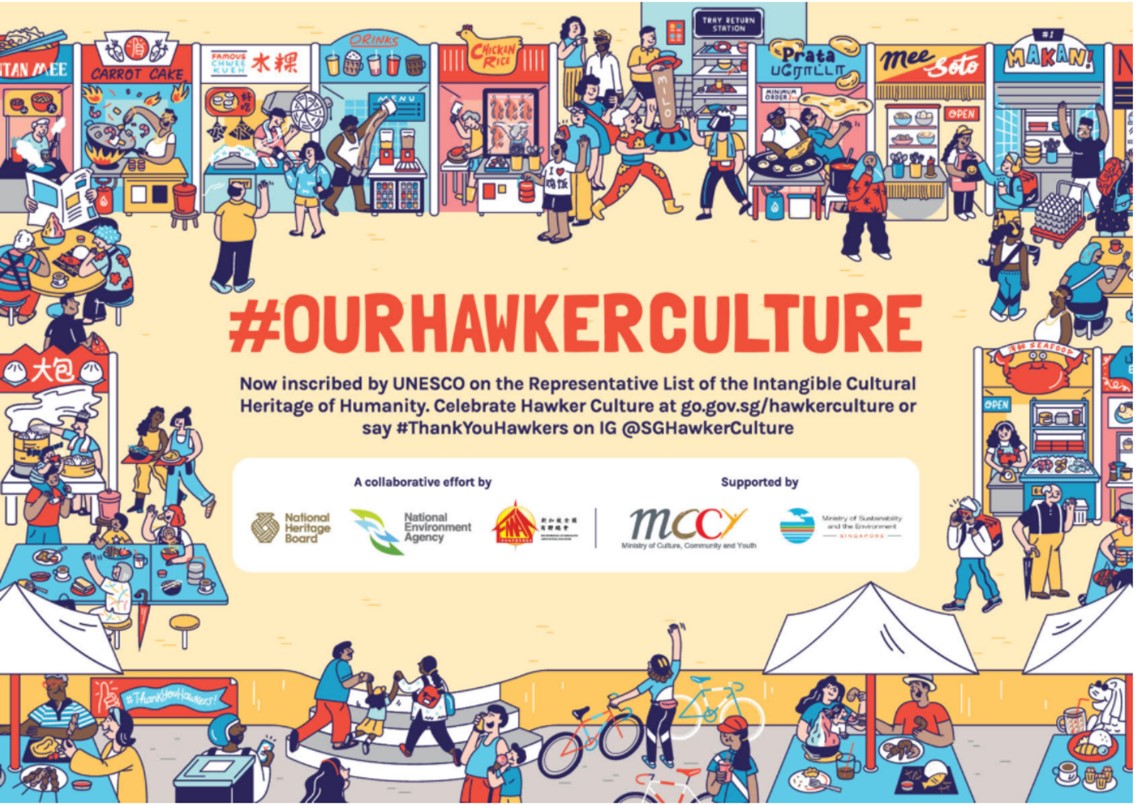 TRAY RETURN
STATION
NTAN MEE
CARROT CAKE
FAMOUS
CHWEE
KUEH
水粿
DRINKS
MENU
CHICKEN
RICE
MILO
Prata
MINIMUM
ORDER
mee Soto
OPEN
#1
MAKAN!
N
好吃
#OURHAWKERCULTURE
大包
SEAFOOD
OPEN
Now inscribed by UNESCO on the Representative List of the Intangible Cultural
Heritage of Humanity. Celebrate Hawker Culture at go.gov.sg/hawkerculture or
say #ThankYouHawkers on IG @SGHawkerCulture
A collaborative effort by
Supported by
National
Heritage
Board
National
Environment
Agency
mccy
Ministry of Culture, Community and Youth
Ministry of Sustainability
and the Environment
SINGAPORE
#ThankYouHawkers!